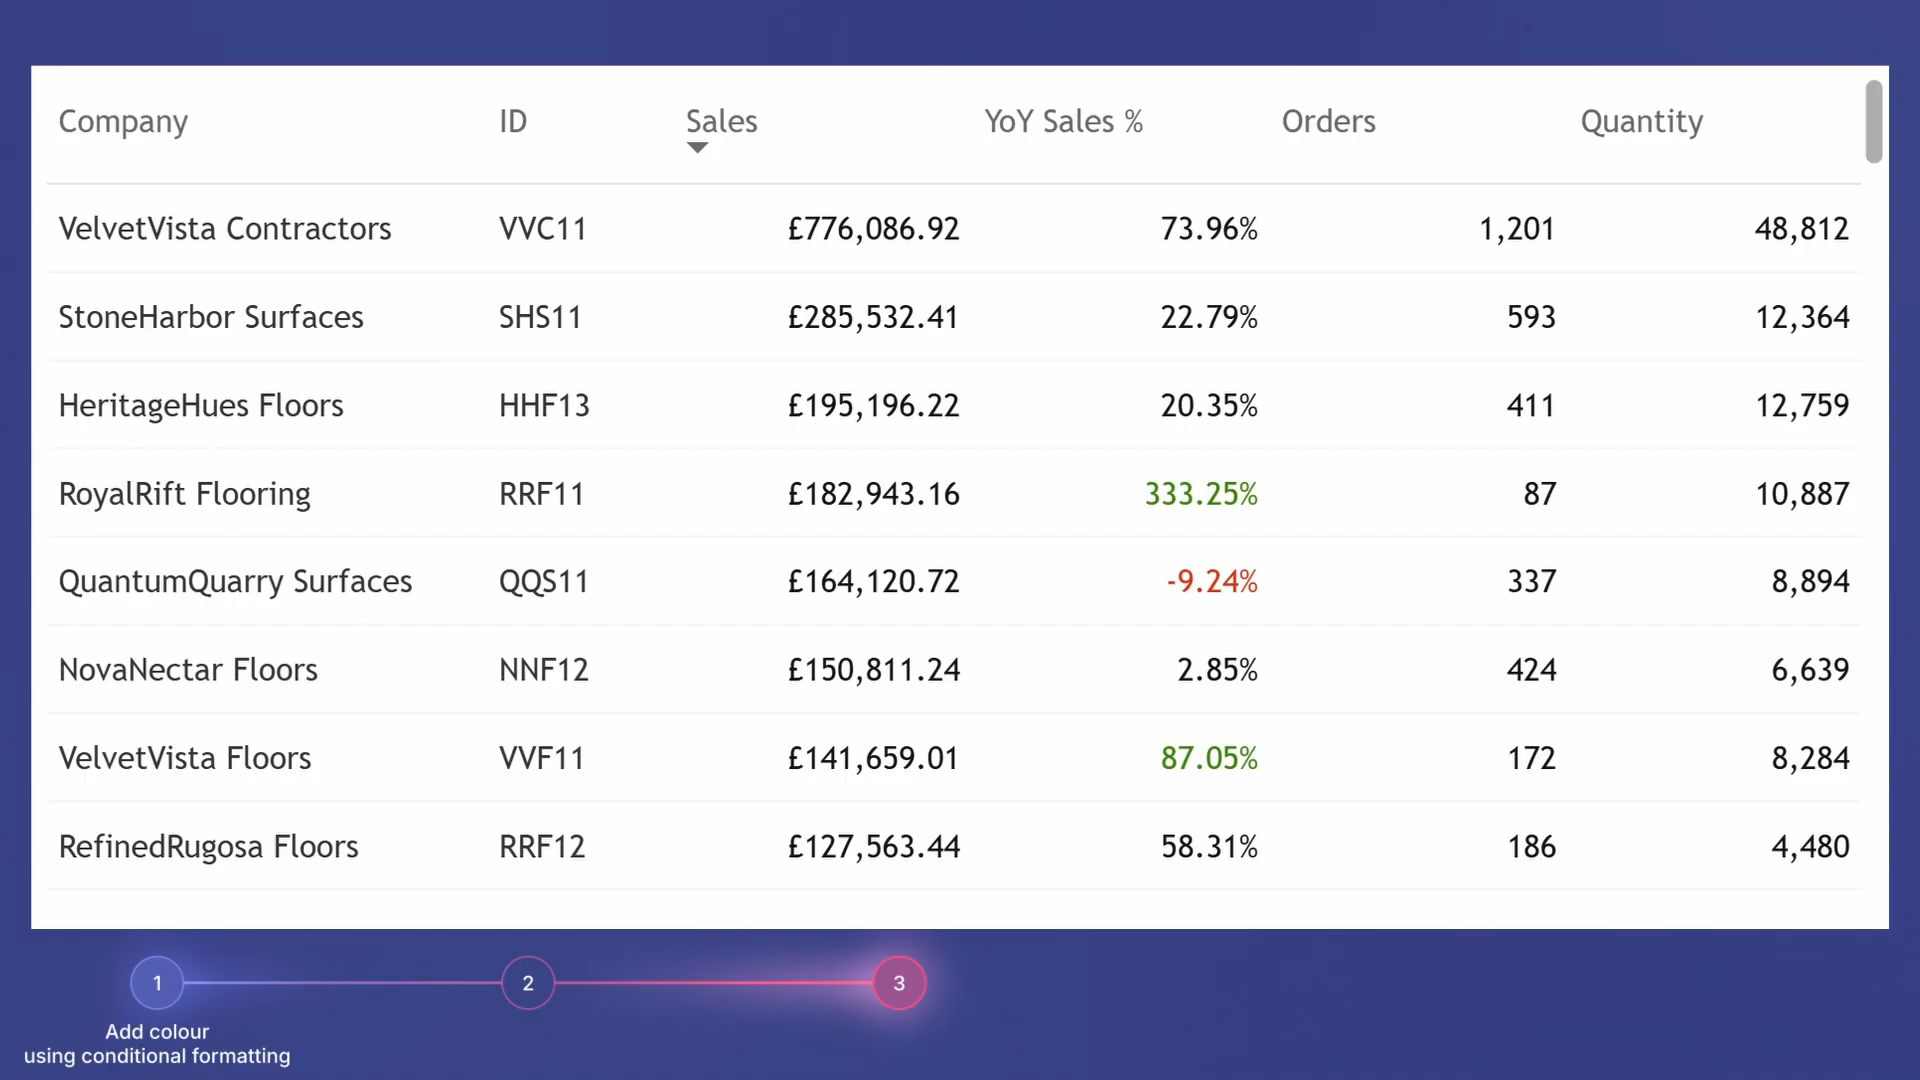 Company ID Sales YoY Sales % Orders Quantity
VelvetVista Contractors VVC11 £776,086.92 73.96% 1,201 48,812
StoneHarbor Surfaces SHS11 £285,532.41 22.79% 593 12,364
HeritageHues Floors HHF13 £195,196.22 20.35% 411 12,759
RoyalRift Flooring RRF11 £182,943.16 333.25% 87 10,887
QuantumQuarry Surfaces QQS11 £164,120.72 -9.24% 337 8,894
NovaNectar Floors NNF12 £150,811.24 2.85% 424 6,639
VelvetVista Floors VVF11 £141,659.01 87.05% 172 8,284
RefinedRugosa Floors RRF12 £127,563.44 58.31% 186 4,480
1 2 3
Add colour
using conditional formatting